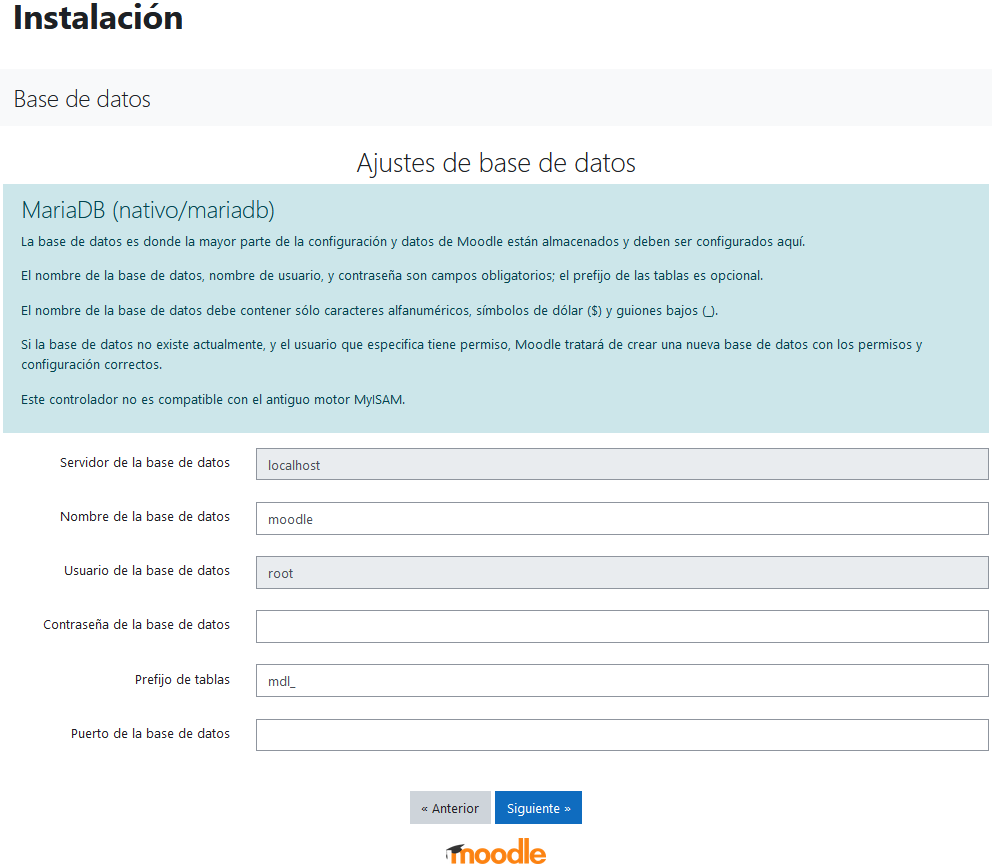 Instalación
Base de datos
Ajustes de base de datos
MariaDB (nativo/mariadb)
La base de datos es donde la mayor parte de la configuración y datos de Moodle están almacenados y deben ser configurados aquí.
El nombre de la base de datos, nombre de usuario, y contraseña son campos obligatorios; el prefijo de las tablas es opcional.
El nombre de la base de datos debe contener sólo caracteres alfanuméricos, símbolos de dólar ($) y guiones bajos (_).
Si la base de datos no existe actualmente, y el usuario que especifica tiene permiso, Moodle tratará de crear una nueva base de datos con los permisos y
configuración correctos.
Este controlador no es compatible con el antiguo motor MyISAM.
Servidor de la base de datos localhost
Nombre de la base de datos moodle
Usuario de la base de datos root
Contraseña de la base de datos
Prefijo de tablas mdl_
Puerto de la base de datos
« Anterior Siguiente »
moodle